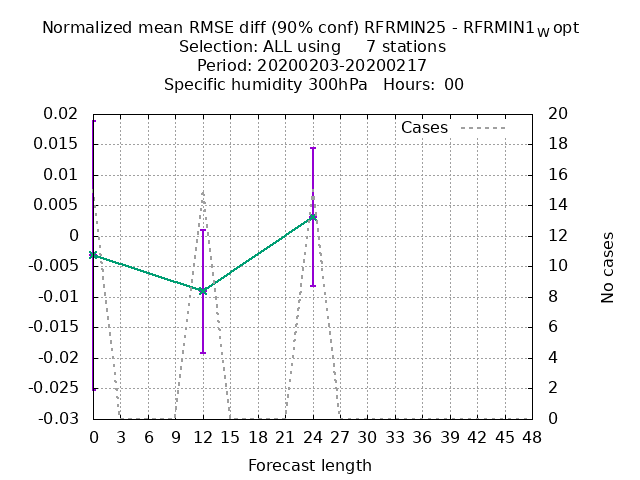 Normalized mean RMSE diff (90% conf) RFRMIN25 - RFRMIN1W opt
Selection: ALL using 7 stations
Period: 20200203-20200217
Specific humidity 300hPa Hours: 00
Cases
0.02
0.015
0.01
0.005
0
-0.005
-0.01
-0.015
-0.02
-0.025
-0.03
20
18
16
14
12
10
8
6
4
2
0
No cases
0 3 6 9 12 15 18 21 24 27 30 33 36 39 42 45 48
Forecast length